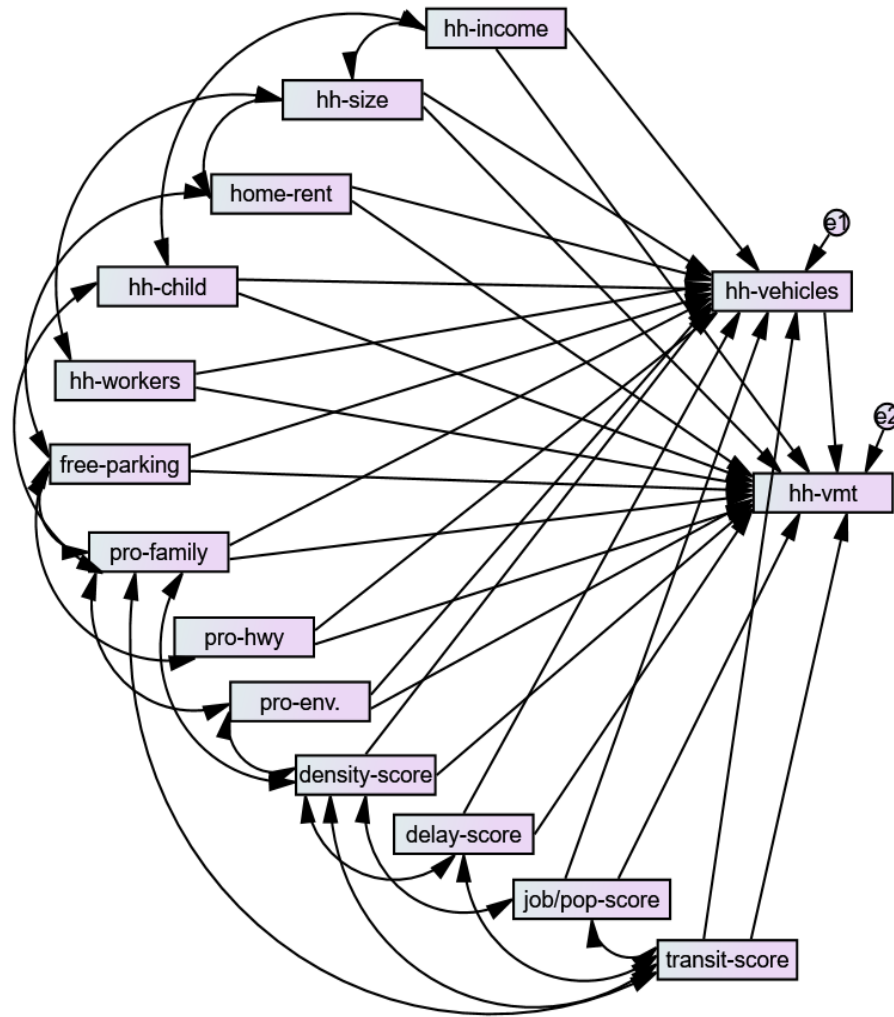 hh-income
hh-size
home-rent
e1
hh-child
hh-vehicles
hh-workers
e2
free-parking
hh-vmt
pro-family
pro-hwy
pro-env.
density-score
delay-score
job/pop-score
transit-score